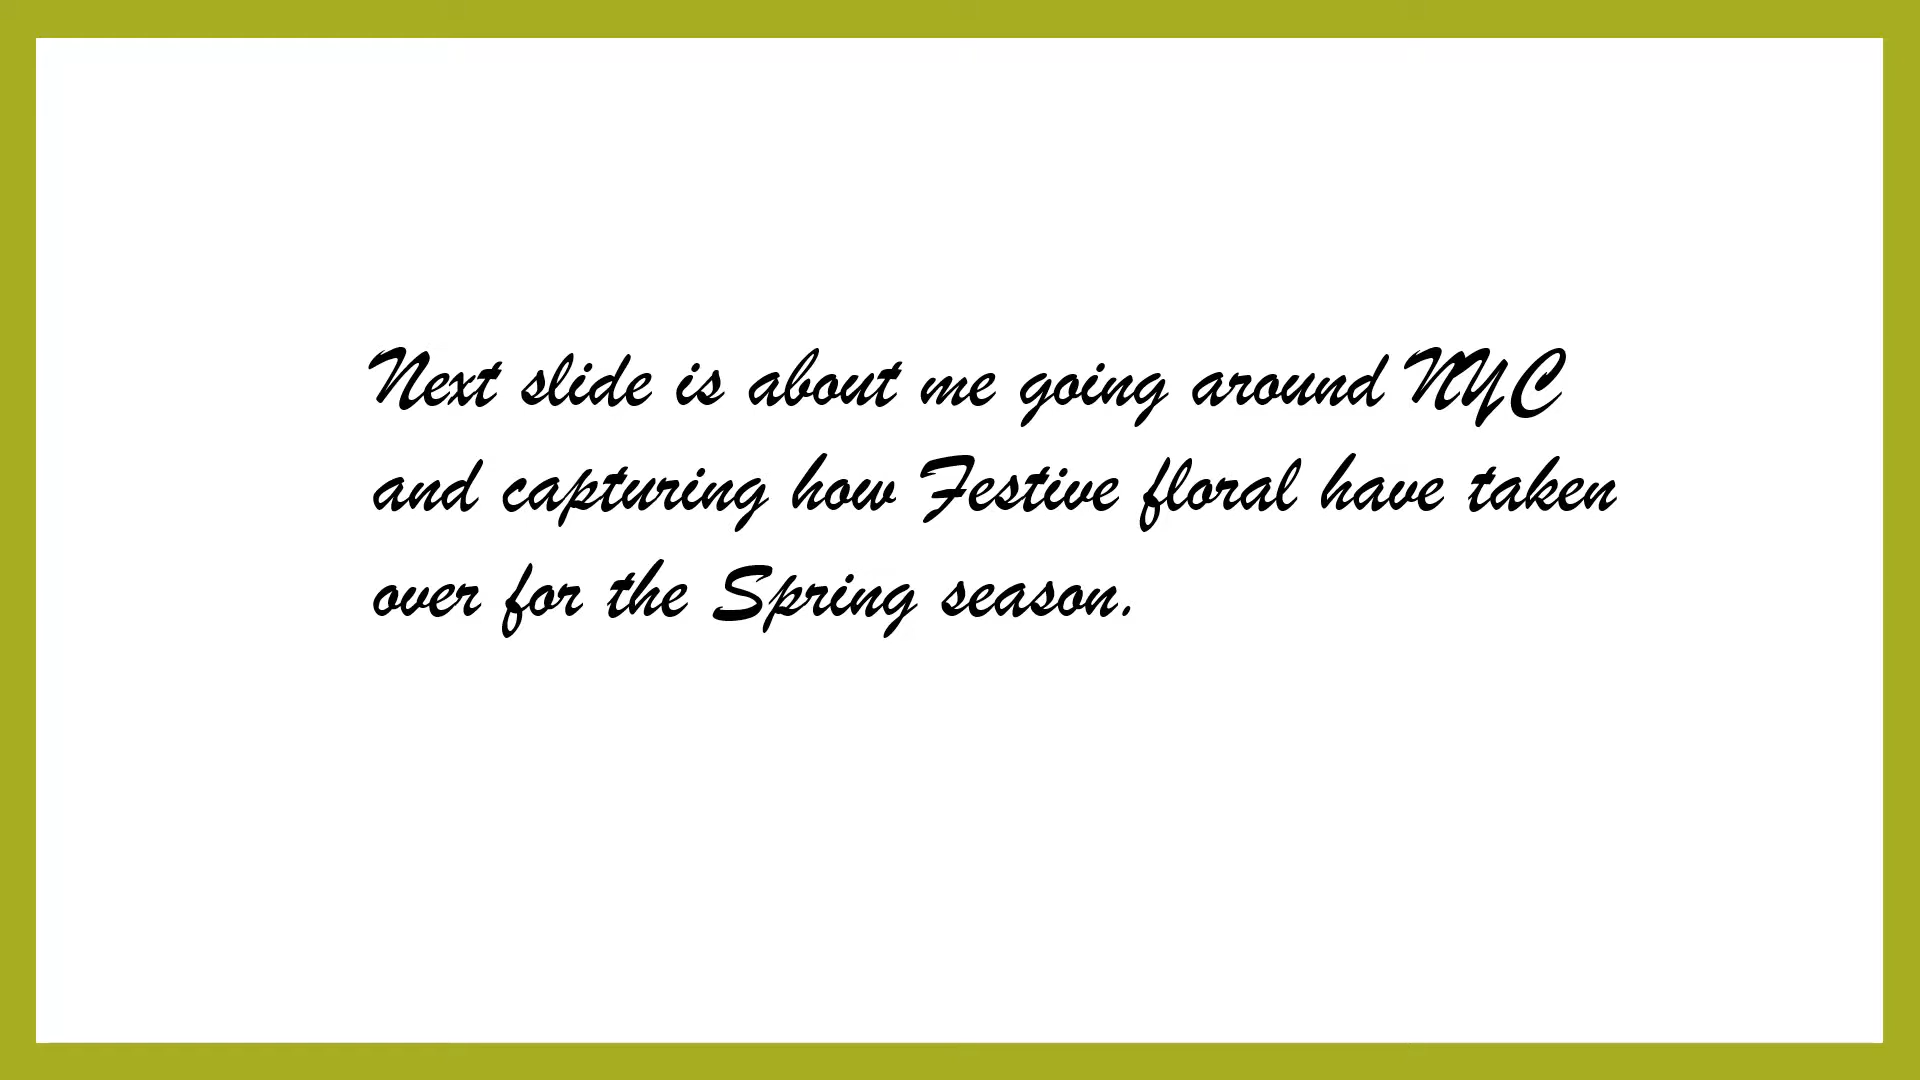 Next slide is about me going around NYC
and capturing how Festive floral have taken
over for the Spring season.